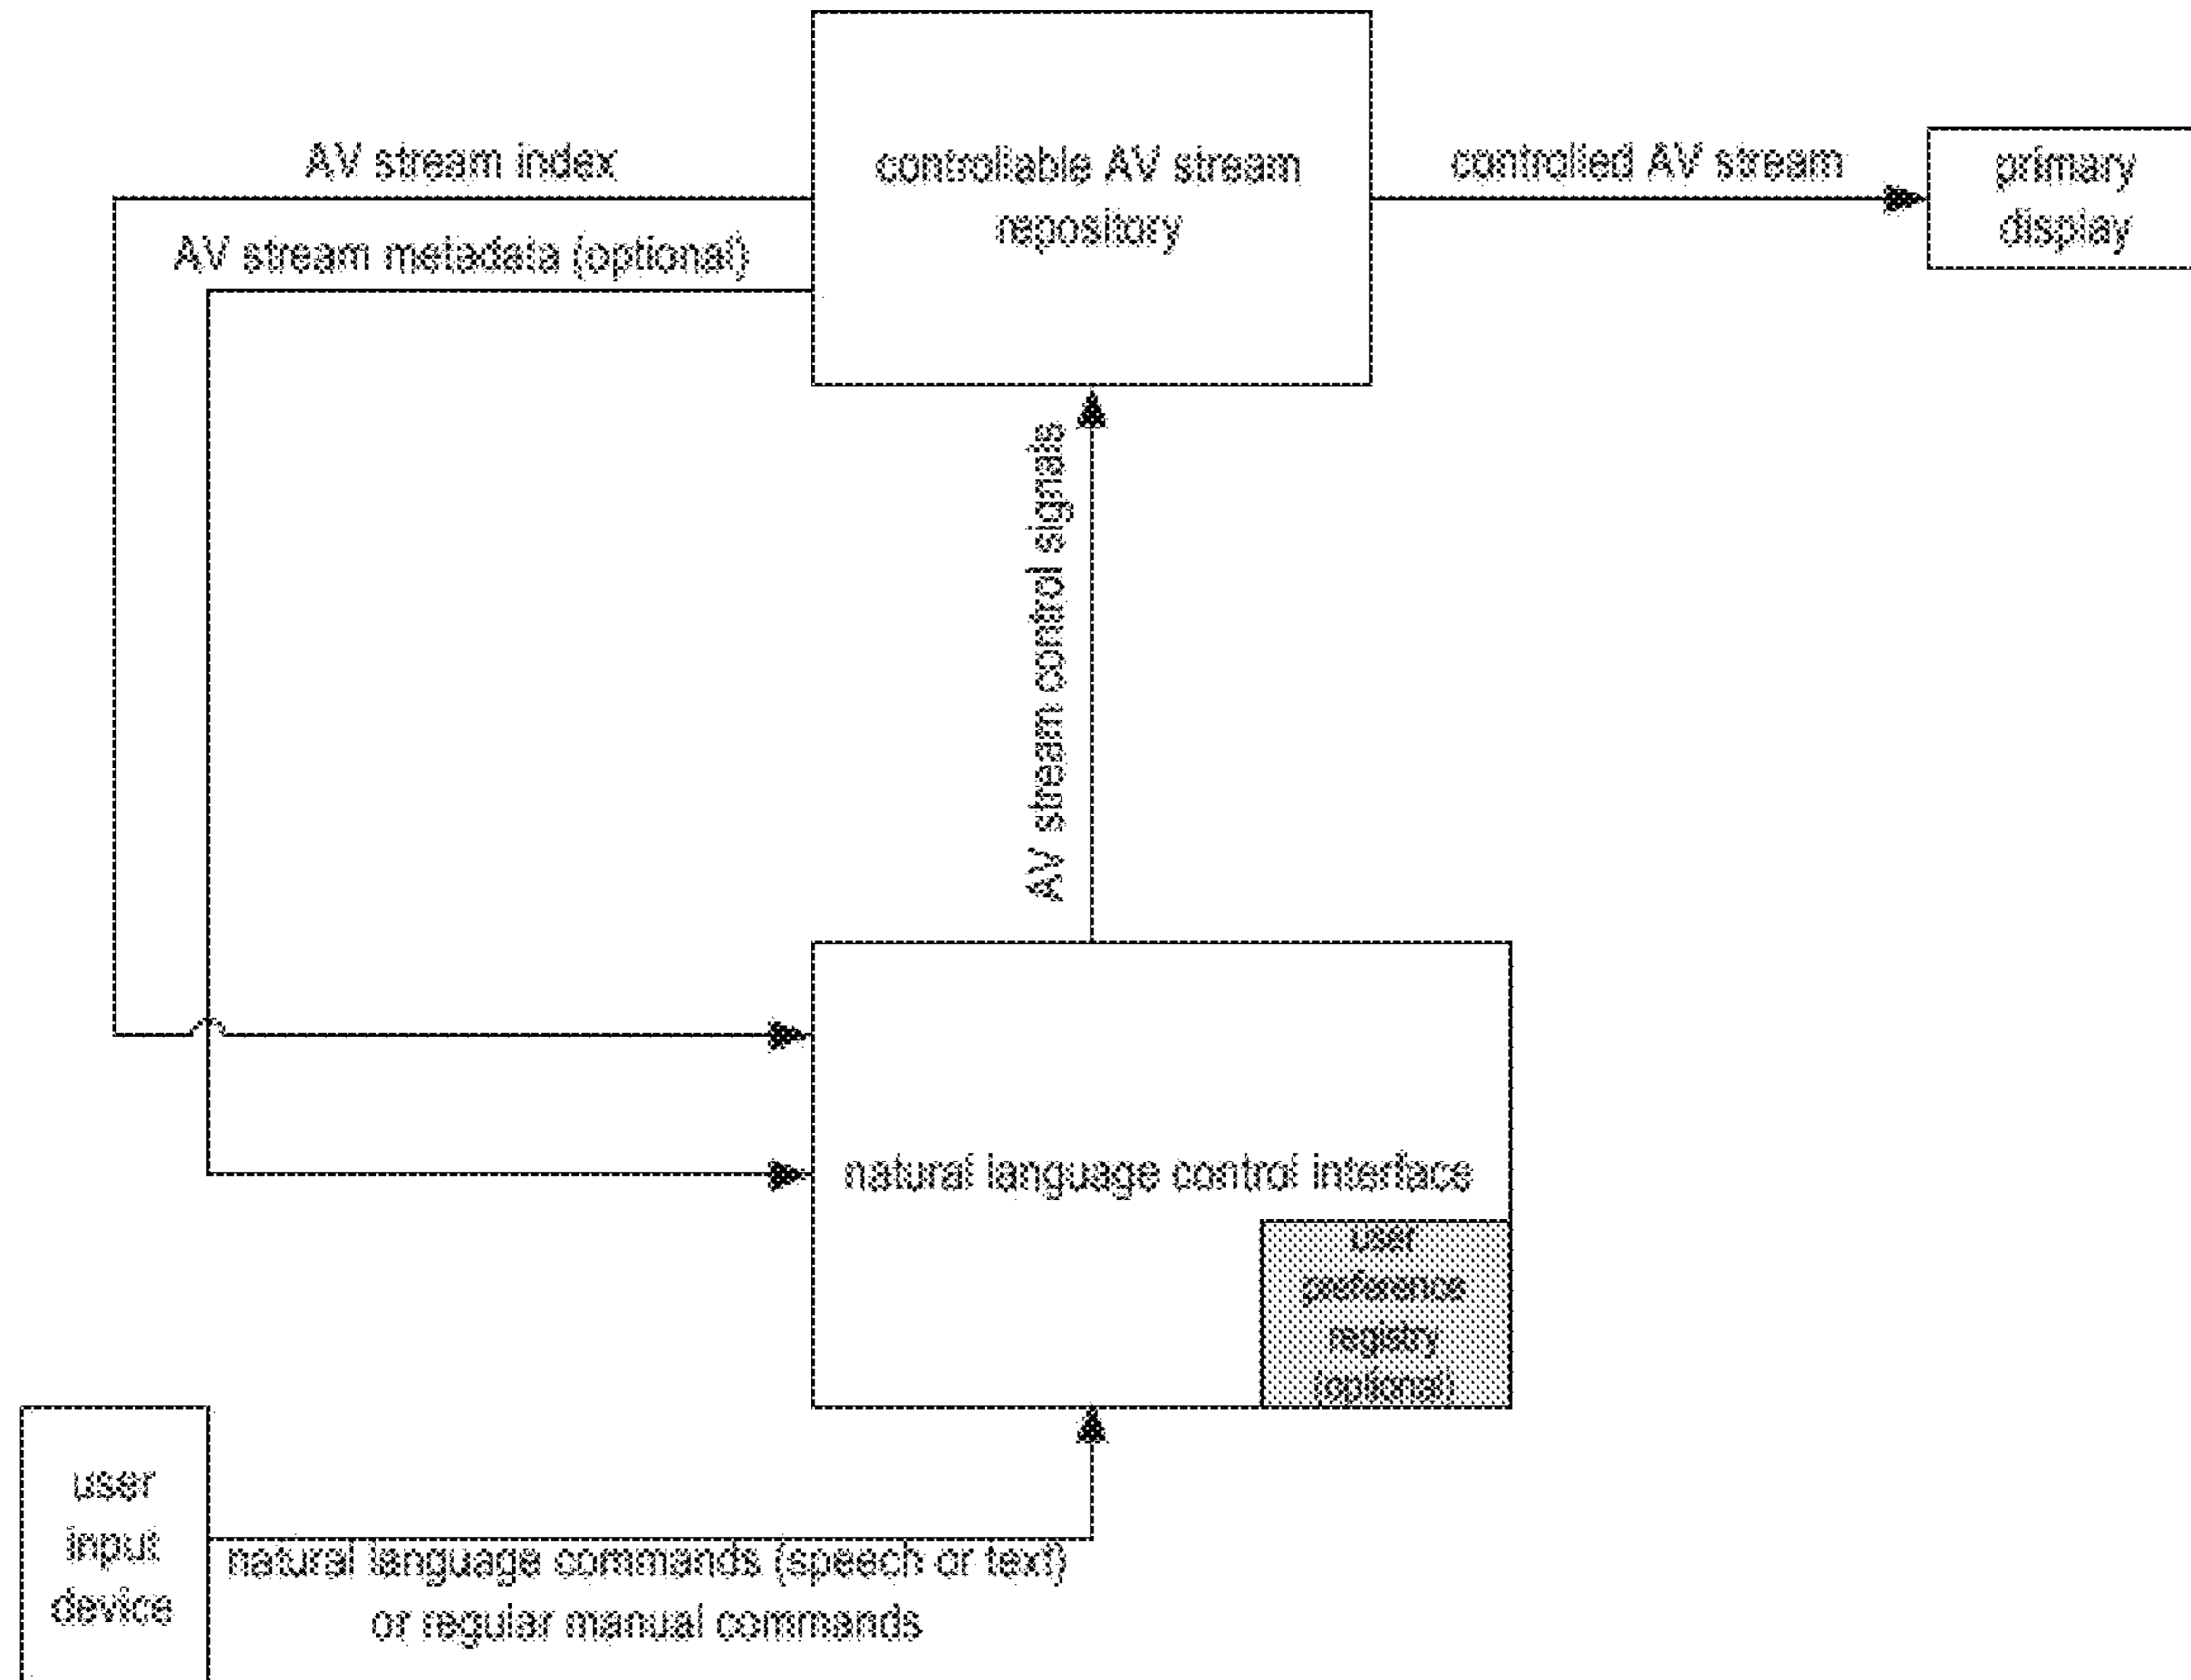 AV stream index
controllable AV stream
repository
controlled AV stream
primary
display
AV stream metadata (optional)
AV stream control signals
natural language control interface
user
preference
registry
(optional)
user
input
device
natural language commands (speech or text)
or regular manual commands